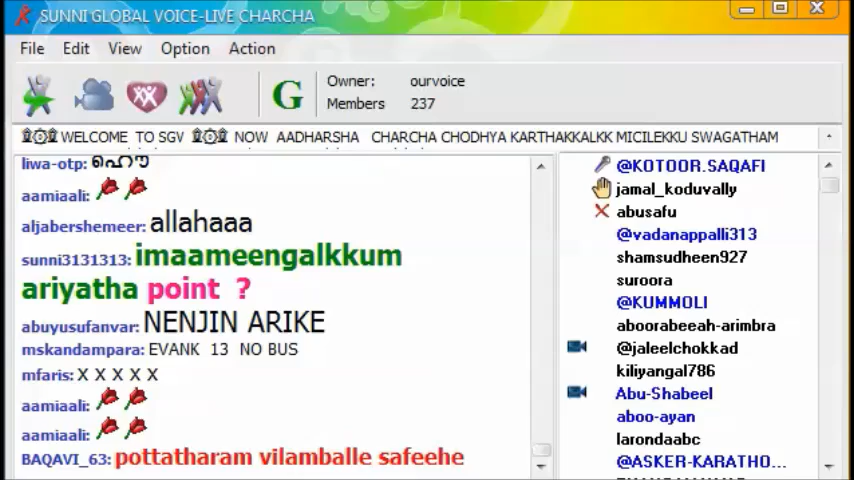 SUNNI GLOBAL VOICE-LIVE CHARCHA
File Edit View Option Action
G
Owner: ourvoice
Members 237
WELCOME TO SGV NOW AADHARSHA CHARCHA CHODHYA KARTHAKKALKK MICILEKKU SWAGATHAM
liwa-otp: ഹൌ
aamiaali:
aljabershemeer: allahaaa
sunni3131313: imaameengalkkum
ariyatha point ?
abuyusufanvar: NENJIN ARIKE
mskandampara: EVANK 13 NO BUS
mfaris: X X X X X
aamiaali:
aamiaali:
BAQAVI_63: pottatharam vilamballe safeehe
@KOTOOR.SAQAFI
jamal_koduvally
abusafu
@vadanappalli313
shamsudheen927
suroora
@KUMMOLI
aboorabeeah-arimbra
@jaleelchokkad
kiliyangal786
Abu-Shabeel
aboo-ayan
larondaabc
@ASKER-KARATHO...